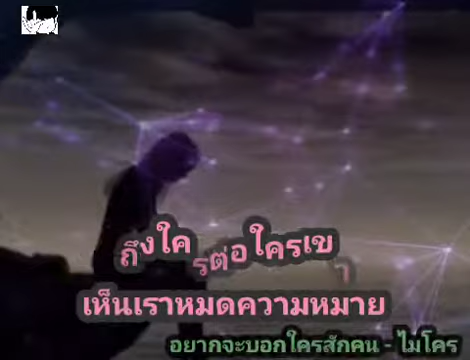 ถึงใครต่อใครเขา
เห็นเราหมดความหมาย
อยากจะบอกใครสักคน - ไมโคร